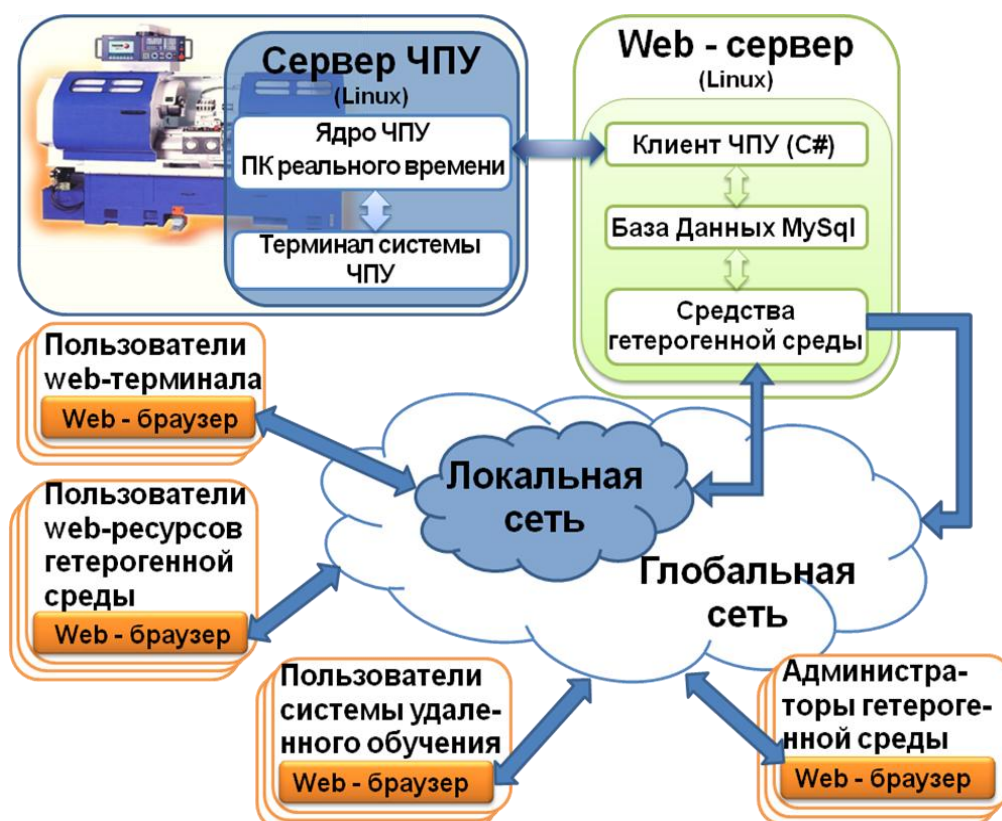 Сервер ЧПУ
(Linux)
Ядро ЧПУ
ПК реального времени
Терминал системы
ЧПУ
Web - сервер
(Linux)
Клиент ЧПУ (C#)
База Данных MySql
Средства
гетерогенной среды
Пользователи
web-терминала
Web - браузер
Пользователи
web-ресурсов
гетерогенной
среды
Web - браузер
Локальная
сеть
Глобальная
сеть
Пользователи
системы удале-
нного обучения
Web - браузер
Администра-
торы гетероге-
нной среды
Web - браузер